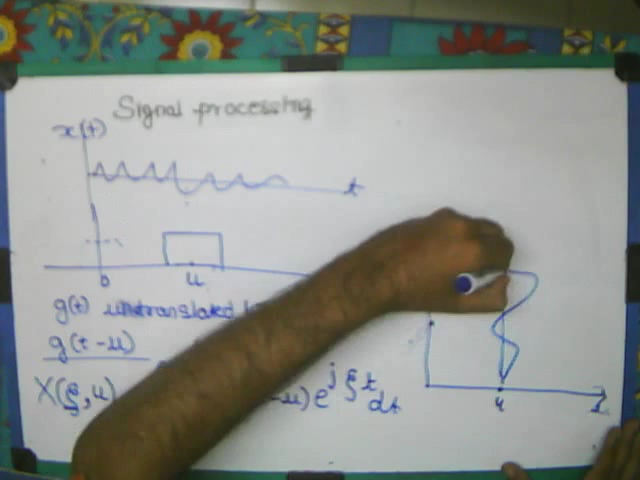 Signal processing
x(t)
t
0
u
g(t) untranslated
g(t-u)
X(ξ,u) -u) e^jξt dt
u